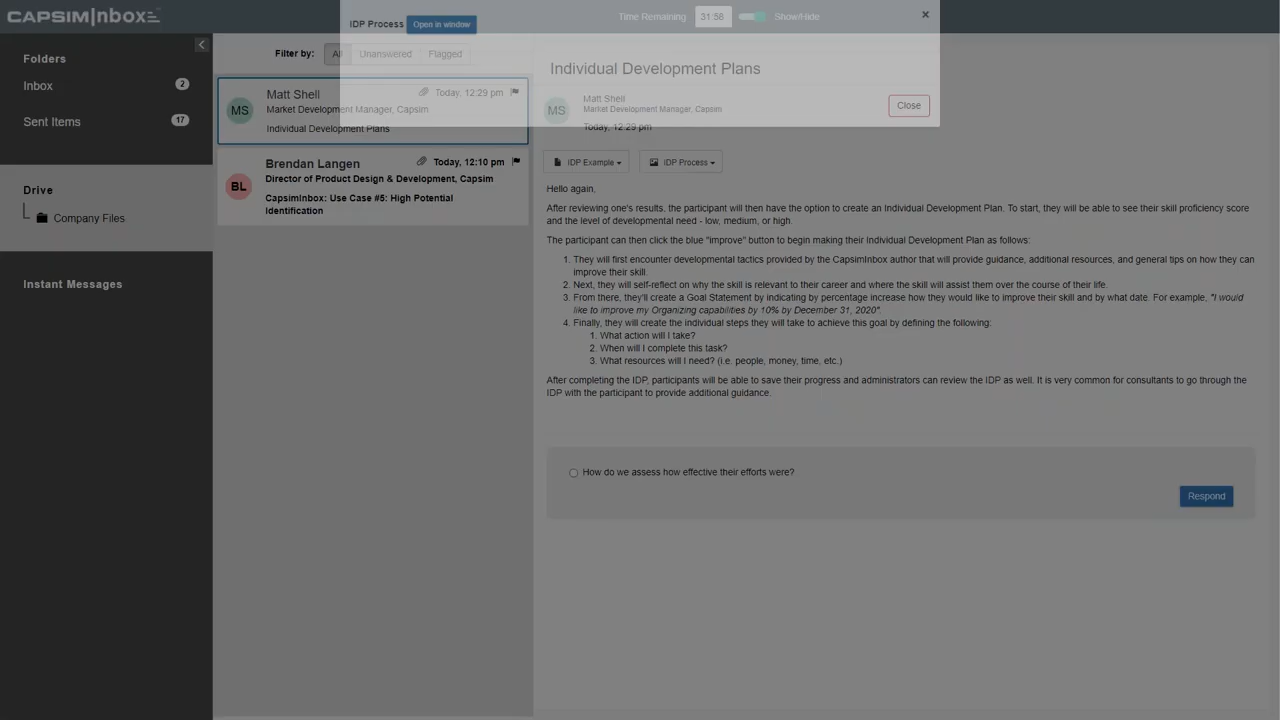 CAPSIM|nbox
IDP Process
Open in window
Time Remaining
31:56
Show/Hide
Folders
Inbox
2
Sent Items
17
Drive
Company Files
Instant Messages
Filter by:
All
Unanswered
Flagged
MS
Matt Shell
Today, 12:29 pm
Market Development Manager, Capsim
Individual Development Plans
BL
Brendan Langen
Today, 12:10 pm
Director of Product Design & Development, Capsim
CapsimInbox: Use Case #5: High Potential
Identification
Individual Development Plans
MS
Matt Shell
Market Development Manager, Capsim
Today, 12:29 pm
Close
IDP Example
IDP Process
Hello again,
After reviewing one's results, the participant will then have the option to create an Individual Development Plan. To start, they will be able to see their skill proficiency score
and the level of developmental need - low, medium, or high.
The participant can then click the blue "improve" button to begin making their Individual Development Plan as follows:
1. They will first encounter developmental tactics provided by the CapsimInbox author that will provide guidance, additional resources, and general tips on how they can
improve their skill.
2. Next, they will self-reflect on why the skill is relevant to their career and where the skill will assist them over the course of their life.
3. From there, they'll create a Goal Statement by indicating by percentage increase how they would like to improve their skill and by what date. For example, "I would
like to improve my Organizing capabilities by 10% by December 31, 2020".
4. Finally, they will create the individual steps they will take to achieve this goal by defining the following:
1. What action will I take?
2. When will I complete this task?
3. What resources will I need? (i.e. people, money, time, etc.)
After completing the IDP, participants will be able to save their progress and administrators can review the IDP as well. It is very common for consultants to go through the
IDP with the participant to provide additional guidance.
How do we assess how effective their efforts were?
Respond